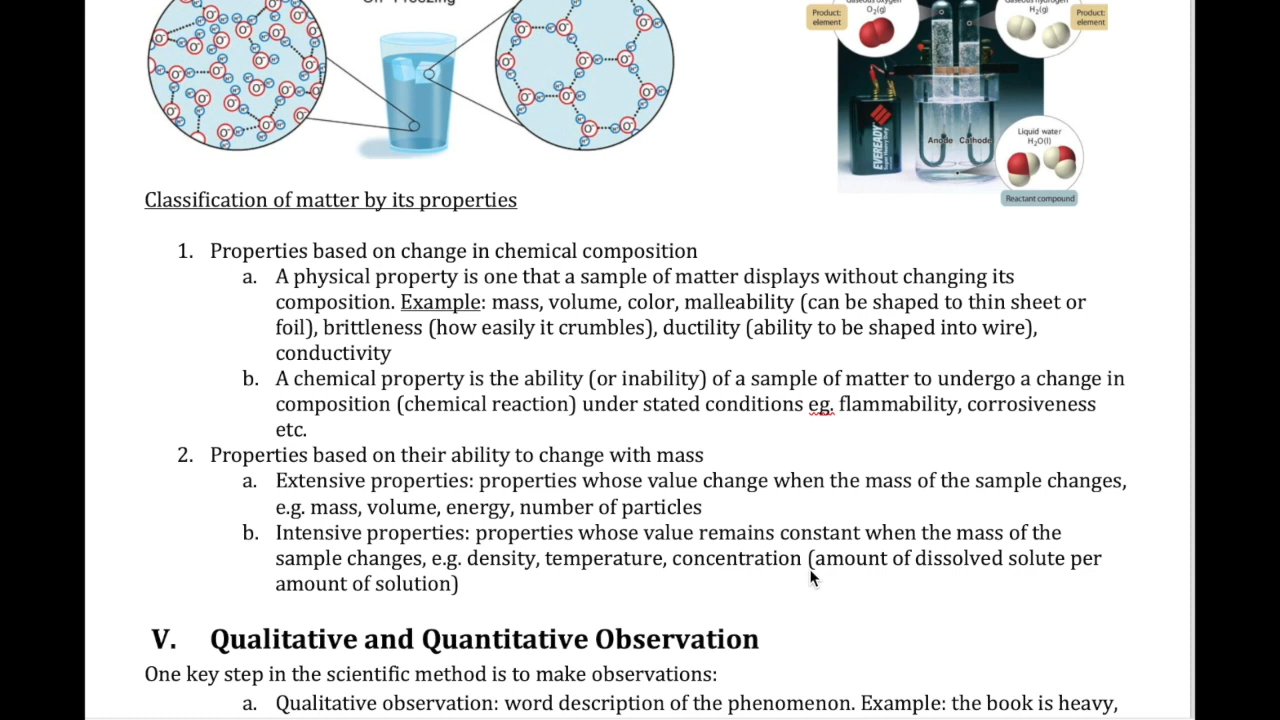 Product:
element
O₂(g)
H₂(g)
Product:
element
EVEREADY
Anode Cathode
Liquid water
H₂O(l)
Reactant compound
Classification of matter by its properties
1. Properties based on change in chemical composition
a. A physical property is one that a sample of matter displays without changing its
composition. Example: mass, volume, color, malleability (can be shaped to thin sheet or
foil), brittleness (how easily it crumbles), ductility (ability to be shaped into wire),
conductivity
b. A chemical property is the ability (or inability) of a sample of matter to undergo a change in
composition (chemical reaction) under stated conditions eg. flammability, corrosiveness
etc.
2. Properties based on their ability to change with mass
a. Extensive properties: properties whose value change when the mass of the sample changes,
e.g. mass, volume, energy, number of particles
b. Intensive properties: properties whose value remains constant when the mass of the
sample changes, e.g. density, temperature, concentration (amount of dissolved solute per
amount of solution)
V. Qualitative and Quantitative Observation
One key step in the scientific method is to make observations:
a. Qualitative observation: word description of the phenomenon. Example: the book is heavy,